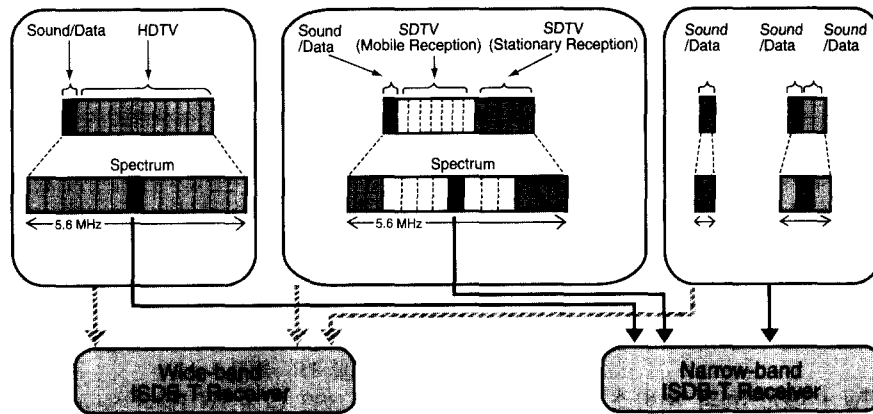 Sound/Data
HDTV
Spectrum
5.6 MHz
Sound
/Data
SDTV
(Mobile Reception)
SDTV
(Stationary Reception)
Spectrum
5.6 MHz
Sound
/Data
Sound
/Data
Sound
/Data
Wide-band
ISDB-T Receiver
Narrow-band
ISDB-T Receiver